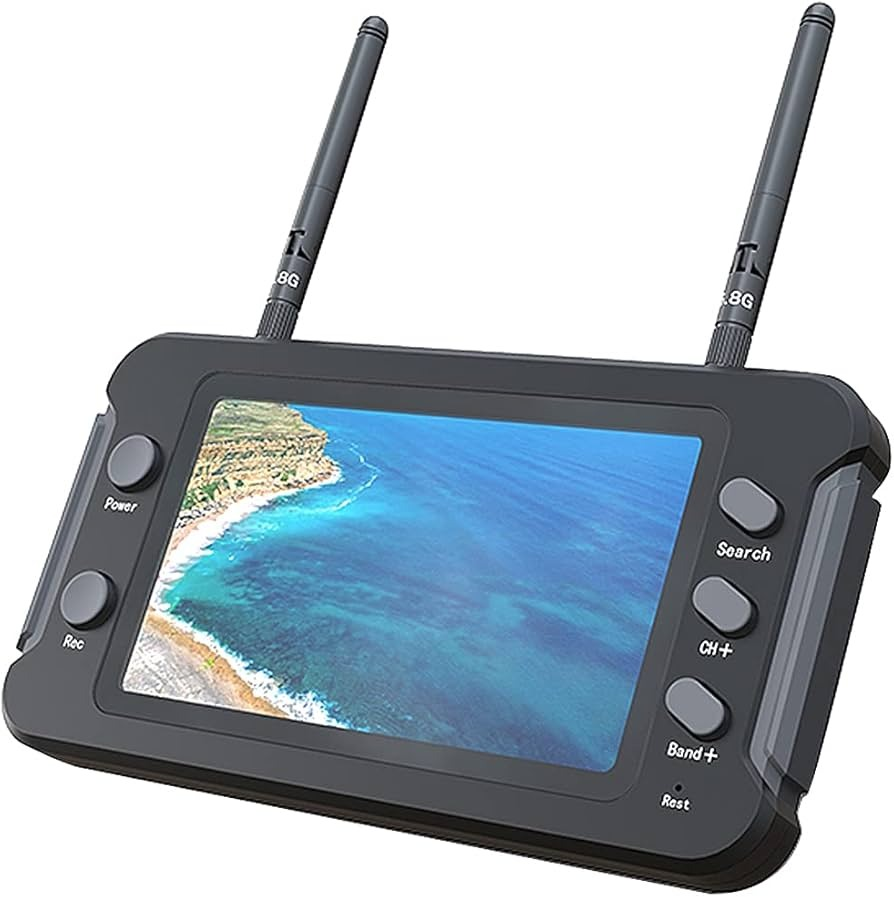 .8G
.8G
Power
Rec
Search
CH+
Band+
Rest